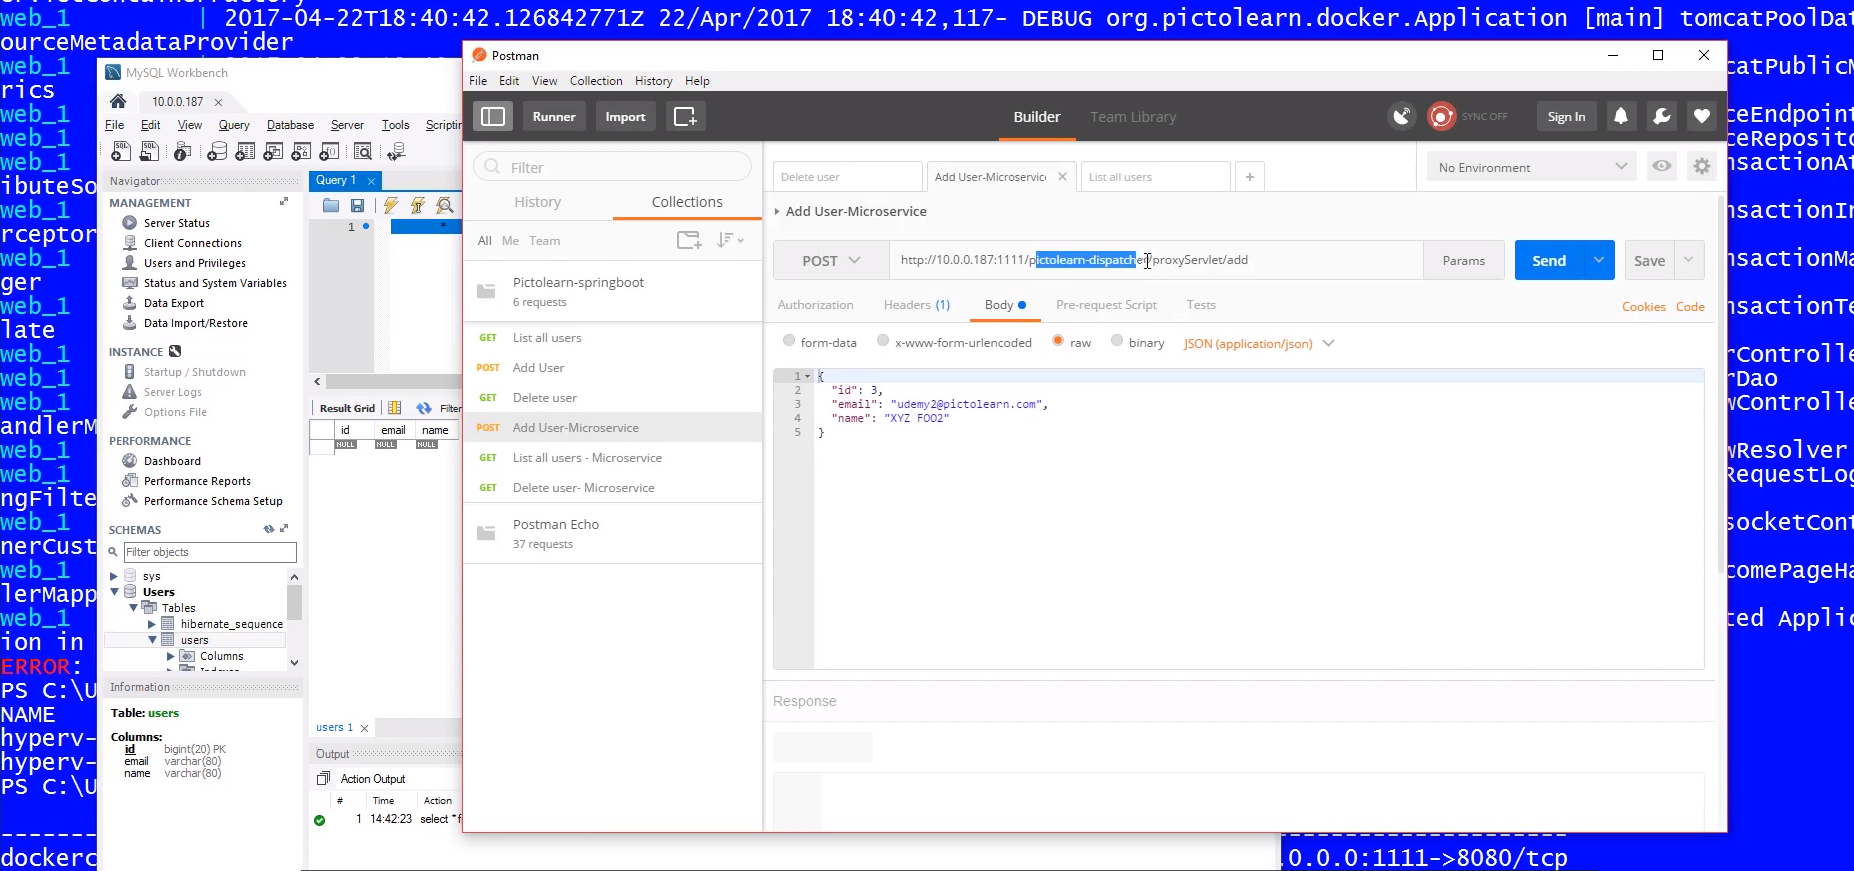 ervletContainerFactory
web_1 | 2017-04-22T18:40:42.126842771Z 22/Apr/2017 18:40:42,117- DEBUG org.pictolearn.docker.Application [main] tomcatPoolDat
ourceMetadataProvider
web_1
rics
web_1
web_1
web_1
ibuteSo
web_1
rceptor
web_1
ger
web_1
late
web_1
web_1
web_1
andlerM
web_1
web_1
ngFilte
web_1
nerCust
web_1
lerMapp
web_1
ion in
ERROR:
PS C:\U
NAME
hyperv-
hyperv-
PS C:\U
dockerc
MySQL Workbench
10.0.0.187
File Edit View Query Database Server Tools Scriptin
Navigator
MANAGEMENT
Server Status
Client Connections
Users and Privileges
Status and System Variables
Data Export
Data Import/Restore
INSTANCE
Startup / Shutdown
Server Logs
Options File
PERFORMANCE
Dashboard
Performance Reports
Performance Schema Setup
SCHEMAS
Filter objects
sys
Users
Tables
hibernate_sequence
users
Columns
Indexes
Information
Table: users
Columns:
id bigint(20) PK
email varchar(80)
name varchar(80)
Query 1
1 *
Result Grid Filter
id email name
NULL NULL NULL
users 1
Output
Action Output
# Time Action
1 14:42:23 select * f
Postman
File Edit View Collection History Help
Runner Import Builder Team Library SYNC OFF Sign In
Filter
History Collections
All Me Team
Pictolearn-springboot
6 requests
GET List all users
POST Add User
GET Delete user
POST Add User-Microservice
GET List all users - Microservice
GET Delete user- Microservice
Postman Echo
37 requests
Delete user Add User-Microservic List all users + No Environment
Add User-Microservice
POST http://10.0.0.187:1111/pictolearn-dispatcher/proxyServlet/add Params Send Save
Authorization Headers (1) Body Pre-request Script Tests Cookies Code
form-data x-www-form-urlencoded raw binary JSON (application/json)
1 {
2 "id": 3,
3 "email": "udemy2@pictolearn.com",
4 "name": "XYZ FOO2"
5 }
Response
catPublicM
ceEndpoint
ceReposito
nsactionAt
nsactionIn
nsactionTe
rControlle
rDao
wControlle
wResolver
RequestLog
socketCont
comePageHa
ted Applic
.0.0.0:1111->8080/tcp